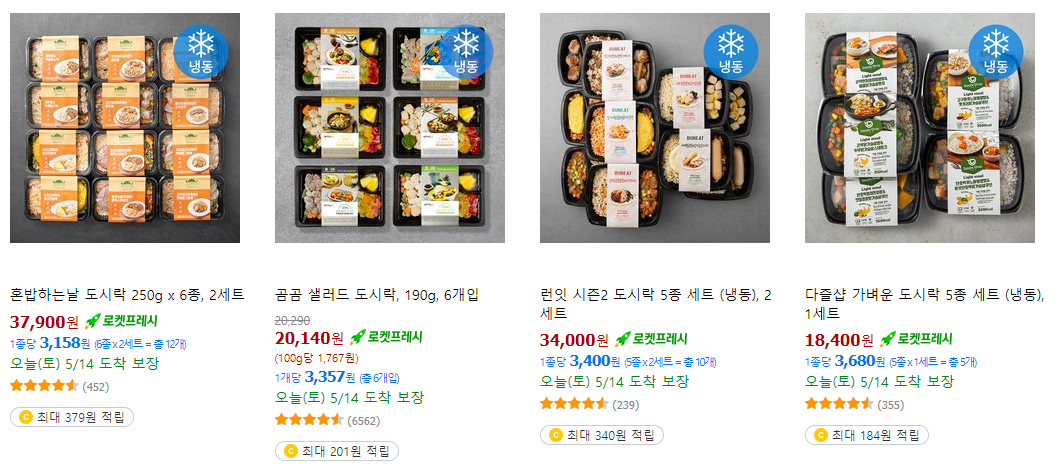 냉동
냉동
냉동
냉동
RUNEAT
RUNEAT
RUNEAT
RUNEAT
RUNEAT
Light meal
Light meal
Light meal
Light meal
Light meal
혼밥하는날 도시락 250g x 6종, 2세트
37,900원 로켓프레시
1종당 3,158원 (6종 x 2세트 = 총 12개)
오늘(토) 5/14 도착 보장
(452)
최대 379원 적립
곰곰 샐러드 도시락, 190g, 6개입
20,290
20,140원 로켓프레시
(100g당 1,767원)
1개당 3,357원 (총 6개입)
오늘(토) 5/14 도착 보장
(6562)
최대 201원 적립
런잇 시즌2 도시락 5종 세트 (냉동), 2
세트
34,000원 로켓프레시
1종당 3,400원 (5종 x 2세트 = 총 10개)
오늘(토) 5/14 도착 보장
(239)
최대 340원 적립
다즐샵 가벼운 도시락 5종 세트 (냉동),
1세트
18,400원 로켓프레시
1종당 3,680원 (5종 x 1세트 = 총 5개)
오늘(토) 5/14 도착 보장
(355)
최대 184원 적립